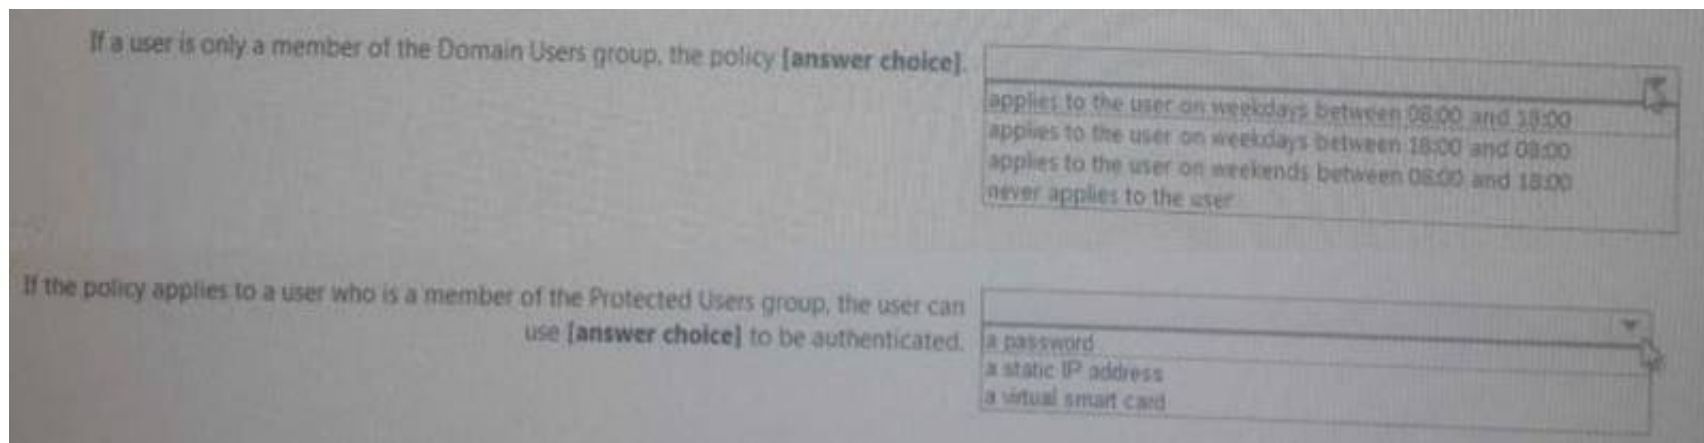 If a user is only a member of the Domain Users group, the policy [answer choice].
applies to the user on weekdays between 08:00 and 18:00
applies to the user on weekdays between 18:00 and 08:00
applies to the user on weekends between 08:00 and 18:00
never applies to the user
If the policy applies to a user who is a member of the Protected Users group, the user can
use [answer choice] to be authenticated.
a password
a static IP address
a virtual smart card